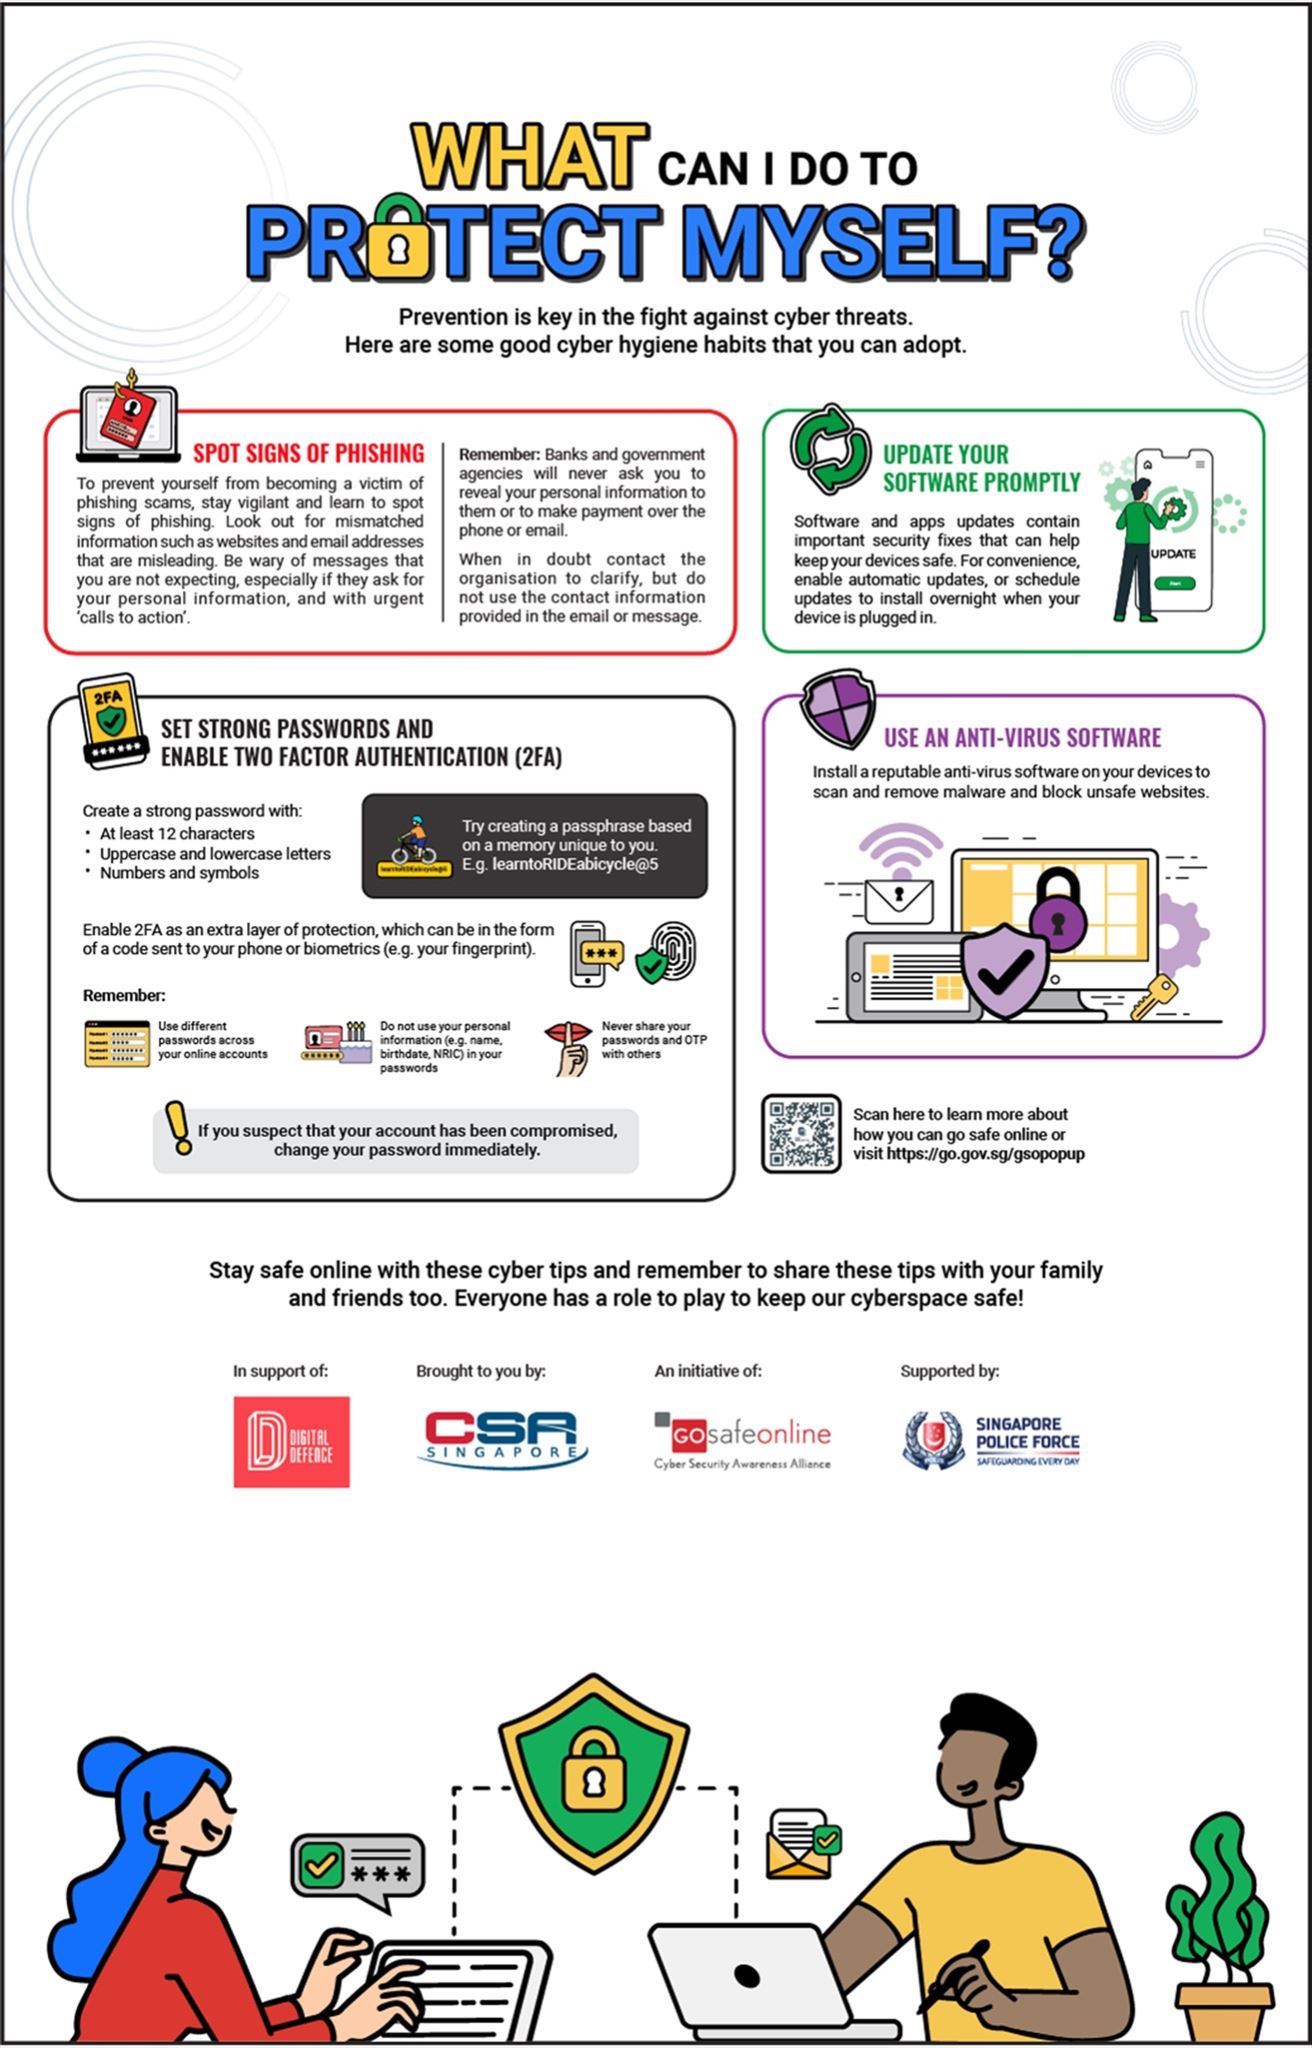 WHAT CAN I DO TO
PROTECT MYSELF?
Prevention is key in the fight against cyber threats.
Here are some good cyber hygiene habits that you can adopt.
SPOT SIGNS OF PHISHING
To prevent yourself from becoming a victim of
phishing scams, stay vigilant and learn to spot
signs of phishing. Look out for mismatched
information such as websites and email addresses
that are misleading. Be wary of messages that
you are not expecting, especially if they ask for
your personal information, and with urgent
‘calls to action’.
Remember: Banks and government
agencies will never ask you to
reveal your personal information to
them or to make payment over the
phone or email.
When in doubt contact the
organisation to clarify, but do
not use the contact information
provided in the email or message.
UPDATE YOUR
SOFTWARE PROMPTLY
Software and apps updates contain
important security fixes that can help
keep your devices safe. For convenience,
enable automatic updates, or schedule
updates to install overnight when your
device is plugged in.
UPDATE
Start
2FA
SET STRONG PASSWORDS AND
ENABLE TWO FACTOR AUTHENTICATION (2FA)
Create a strong password with:
• At least 12 characters
• Uppercase and lowercase letters
• Numbers and symbols
learntoRIDEabicycle@5
Try creating a passphrase based
on a memory unique to you.
E.g. learntoRIDEabicycle@5
Enable 2FA as an extra layer of protection, which can be in the form
of a code sent to your phone or biometrics (e.g. your fingerprint).
***
Remember:
Use different
passwords across
your online accounts
Do not use your personal
information (e.g. name,
birthdate, NRIC) in your
passwords
Never share your
passwords and OTP
with others
If you suspect that your account has been compromised,
change your password immediately.
USE AN ANTI-VIRUS SOFTWARE
Install a reputable anti-virus software on your devices to
scan and remove malware and block unsafe websites.
Scan here to learn more about
how you can go safe online or
visit https://go.gov.sg/gsopopup
Stay safe online with these cyber tips and remember to share these tips with your family
and friends too. Everyone has a role to play to keep our cyberspace safe!
In support of:
DIGITAL
DEFENCE
Brought to you by:
CSA
SINGAPORE
An initiative of:
GOsafeonline
Cyber Security Awareness Alliance
Supported by:
SINGAPORE
POLICE FORCE
SAFEGUARDING EVERY DAY
***